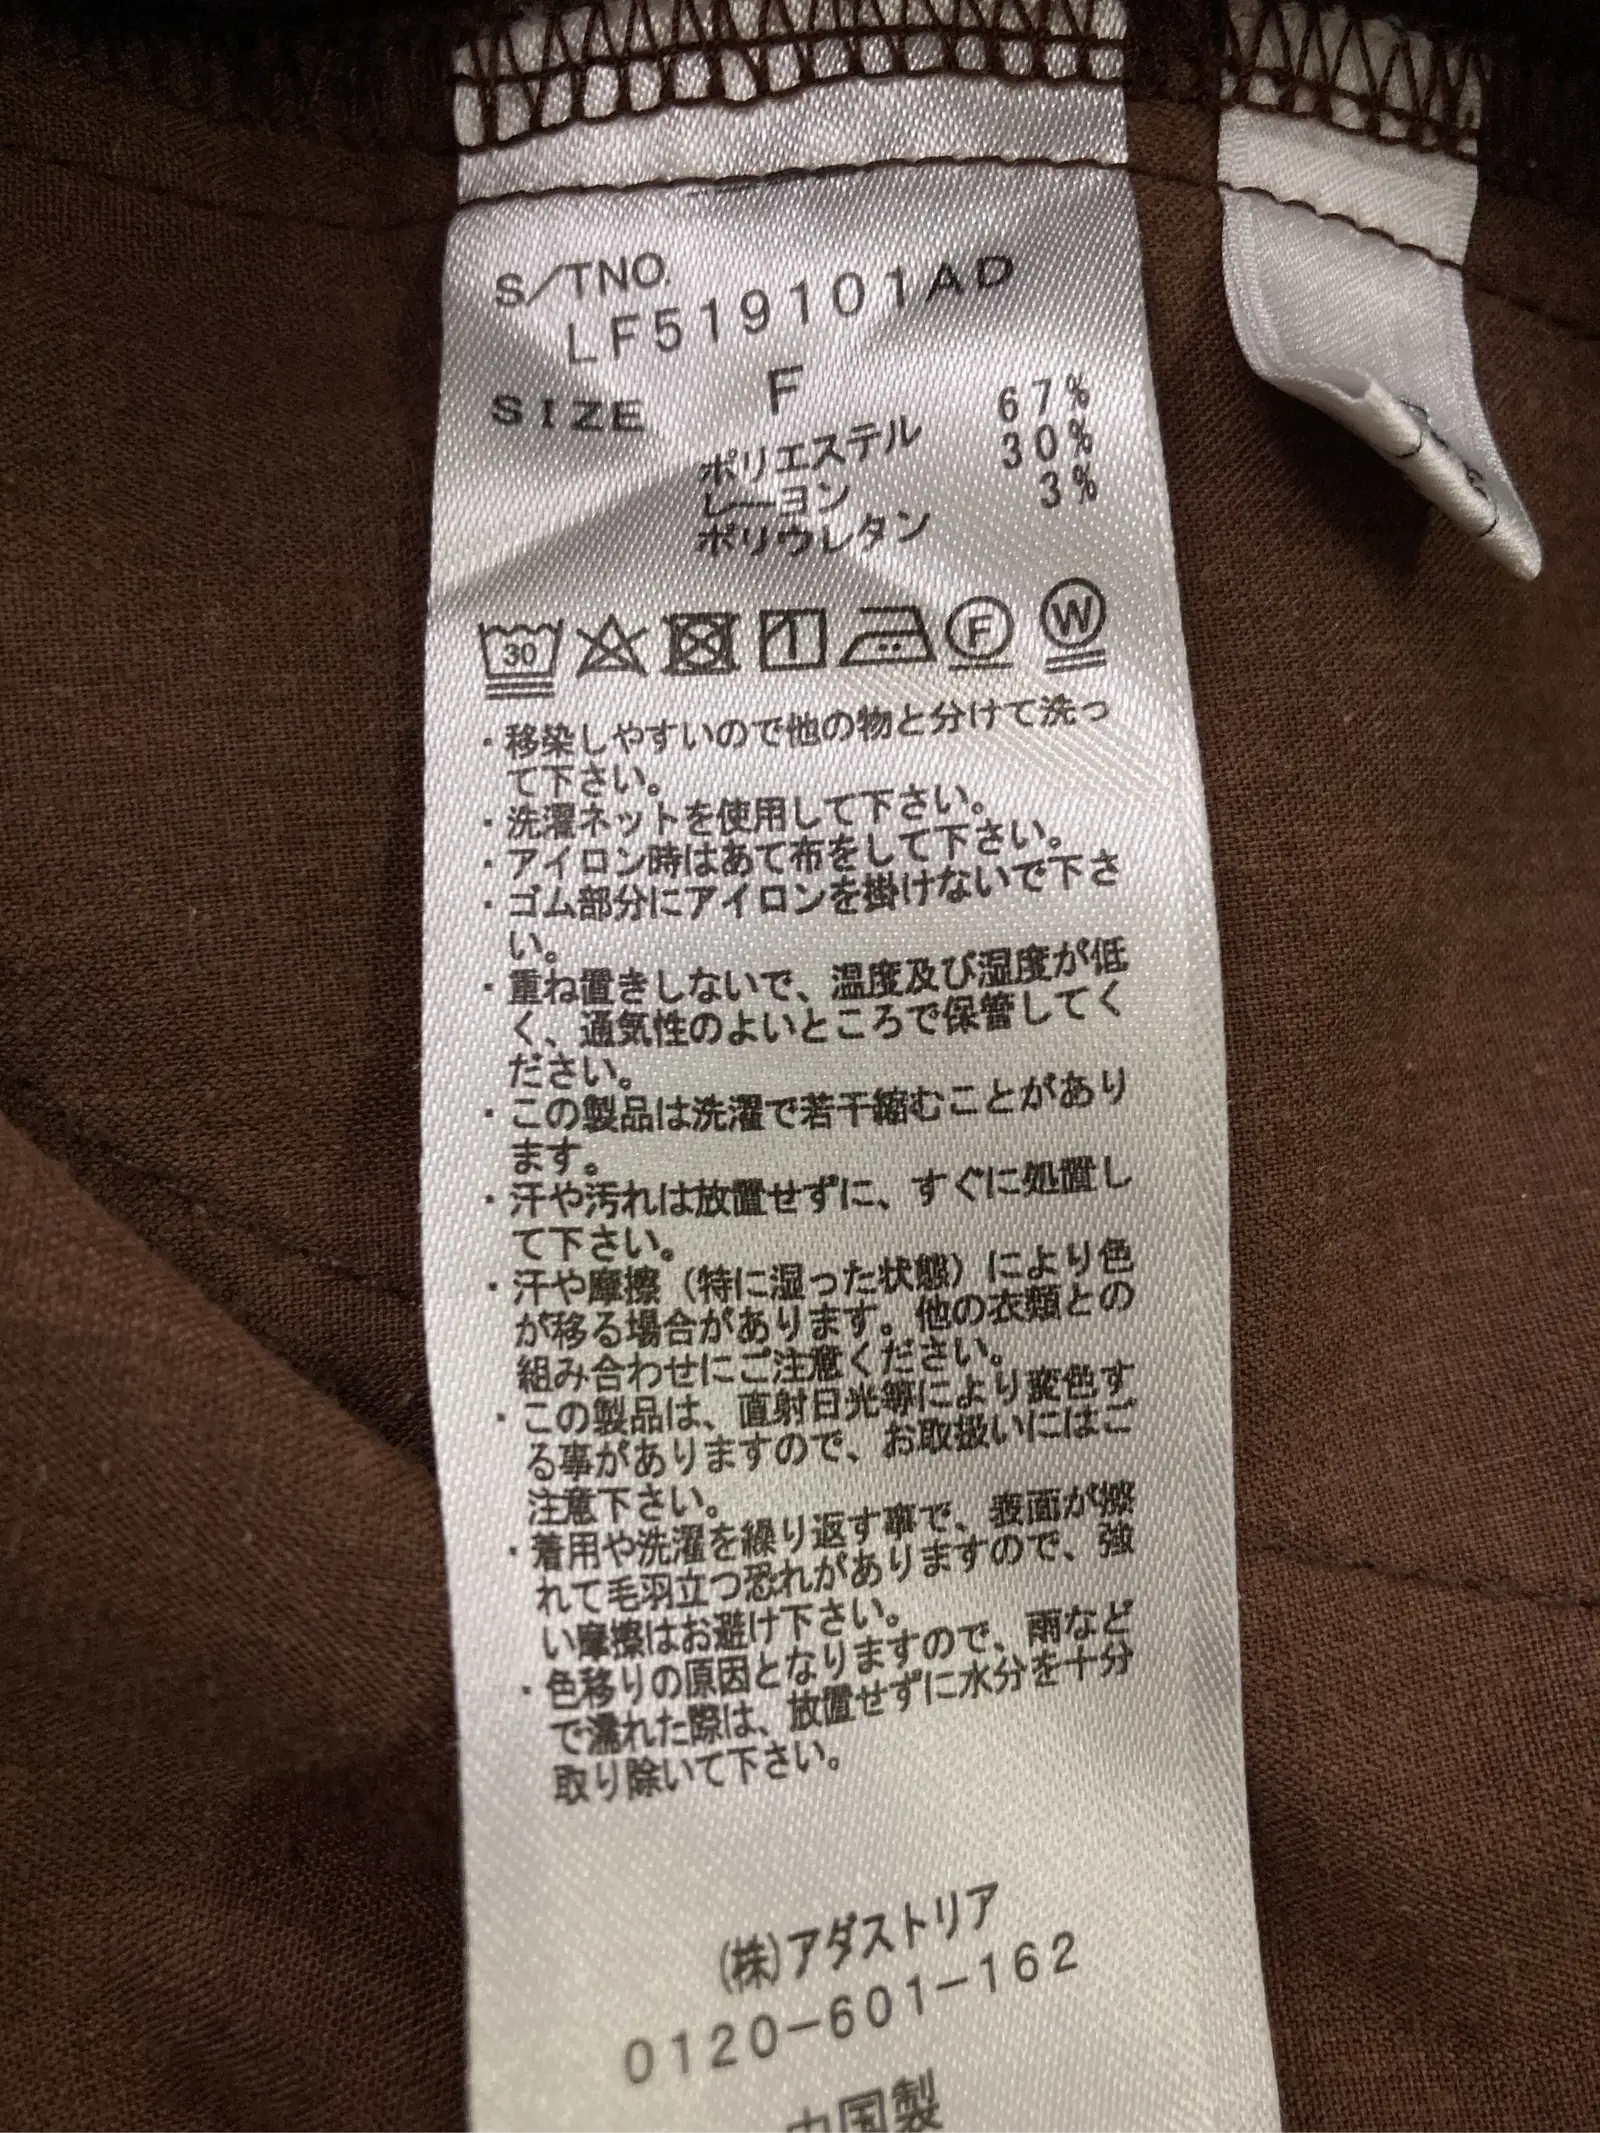 S/TNO.
LF519101AD
SIZE F
ポリエステル 67%
レーヨン 30%
ポリウレタン 3%
30 F W
・移染しやすいので他の物と分けて洗っ
て下さい。
・洗濯ネットを使用して下さい。
・アイロン時はあて布をして下さい。
・ゴム部分にアイロンを掛けないで下さ
い。
・重ね置きしないで、温度及び湿度が低
く、通気性のよいところで保管してく
ださい。
・この製品は洗濯で若干縮むことがあり
ます。
・汗や汚れは放置せずに、すぐに処置し
て下さい。
・汗や摩擦（特に湿った状態）により色
が移る場合があります。他の衣類との
組み合わせにご注意ください。
・この製品は、直射日光等により変色す
る事がありますので、お取扱いにはご
注意下さい。
・着用や洗濯を繰り返す事で、表面が擦
れて毛羽立つ恐れがありますので、強
い摩擦はお避け下さい。
・色移りの原因となりますので、雨など
で濡れた際は、放置せずに水分を十分
取り除いて下さい。
(株)アダストリア
0120-601-162
中国製